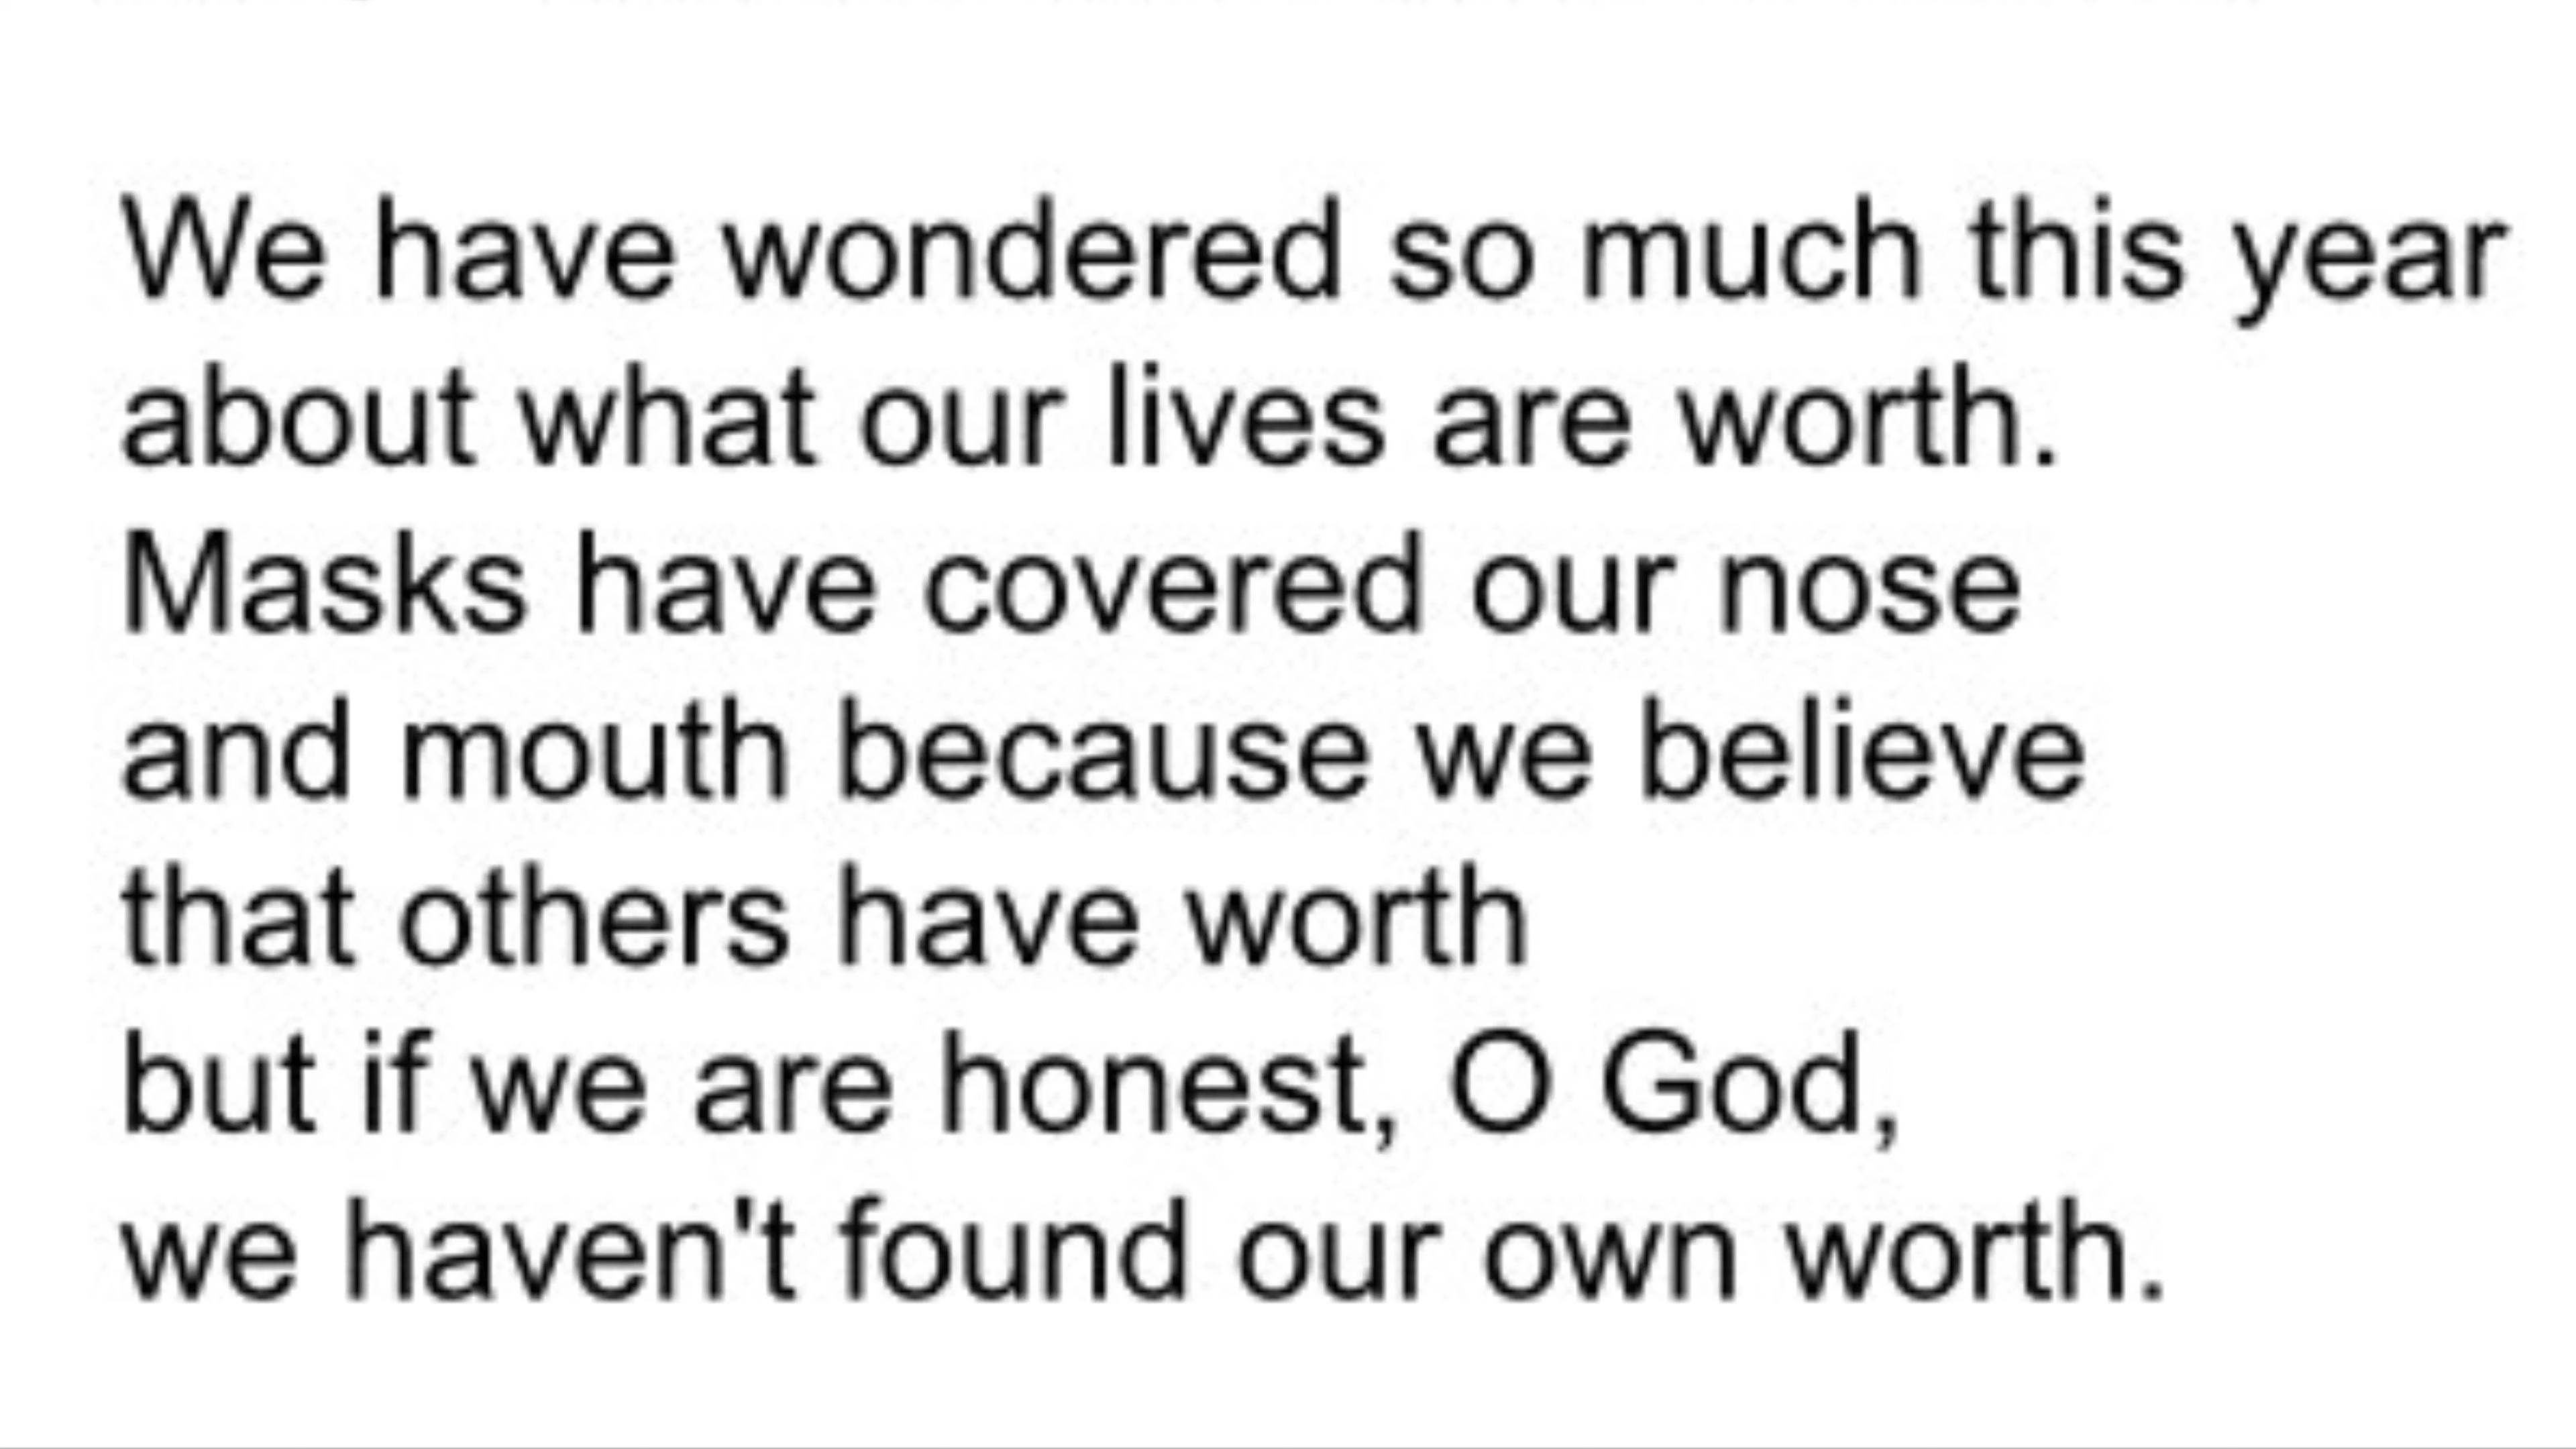 We have wondered so much this year
about what our lives are worth.
Masks have covered our nose
and mouth because we believe
that others have worth
but if we are honest, O God,
we haven't found our own worth.